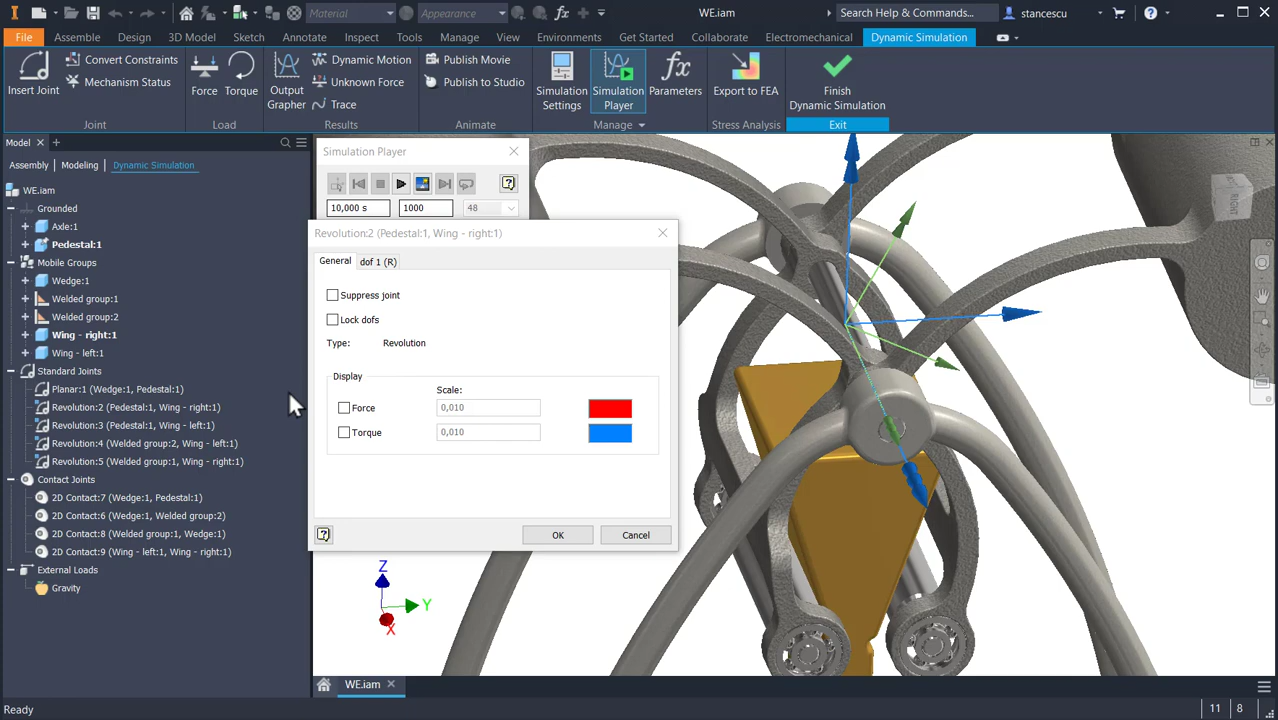 Material
Appearance
WE.iam
Search Help & Commands...
stancescu
File
Assembly
Design
3D Model
Sketch
Annotate
Inspect
Tools
Manage
View
Environments
Get Started
Collaborate
Electromechanical
Dynamic Simulation
Insert Joint
Convert Constraints
Mechanism Status
Joint
Force
Torque
Load
Output
Grapher
Dynamic Motion
Unknown Force
Trace
Results
Publish Movie
Publish to Studio
Animate
Simulation
Settings
Simulation
Player
Parameters
Manage
Export to FEA
Stress Analysis
Finish
Dynamic Simulation
Exit
Model
Assembly
Modeling
Dynamic Simulation
WE.iam
Grounded
Axle:1
Pedestal:1
Mobile Groups
Wedge:1
Welded group:1
Welded group:2
Wing - right:1
Wing - left:1
Standard Joints
Planar:1 (Wedge:1, Pedestal:1)
Revolution:2 (Pedestal:1, Wing - right:1)
Revolution:3 (Pedestal:1, Wing - left:1)
Revolution:4 (Welded group:2, Wing - left:1)
Revolution:5 (Welded group:1, Wing - right:1)
Contact Joints
2D Contact:7 (Wedge:1, Pedestal:1)
2D Contact:6 (Wedge:1, Welded group:2)
2D Contact:8 (Welded group:1, Wedge:1)
2D Contact:9 (Wing - left:1, Wing - right:1)
External Loads
Gravity
Simulation Player
10,000 s
1000
48
Revolution:2 (Pedestal:1, Wing - right:1)
General
dof 1 (R)
Suppress joint
Lock dofs
Type:
Revolution
Display
Scale:
Force
0,010
Torque
0,010
OK
Cancel
RIGHT
Z
Y
X
WE.iam
Ready
11
8